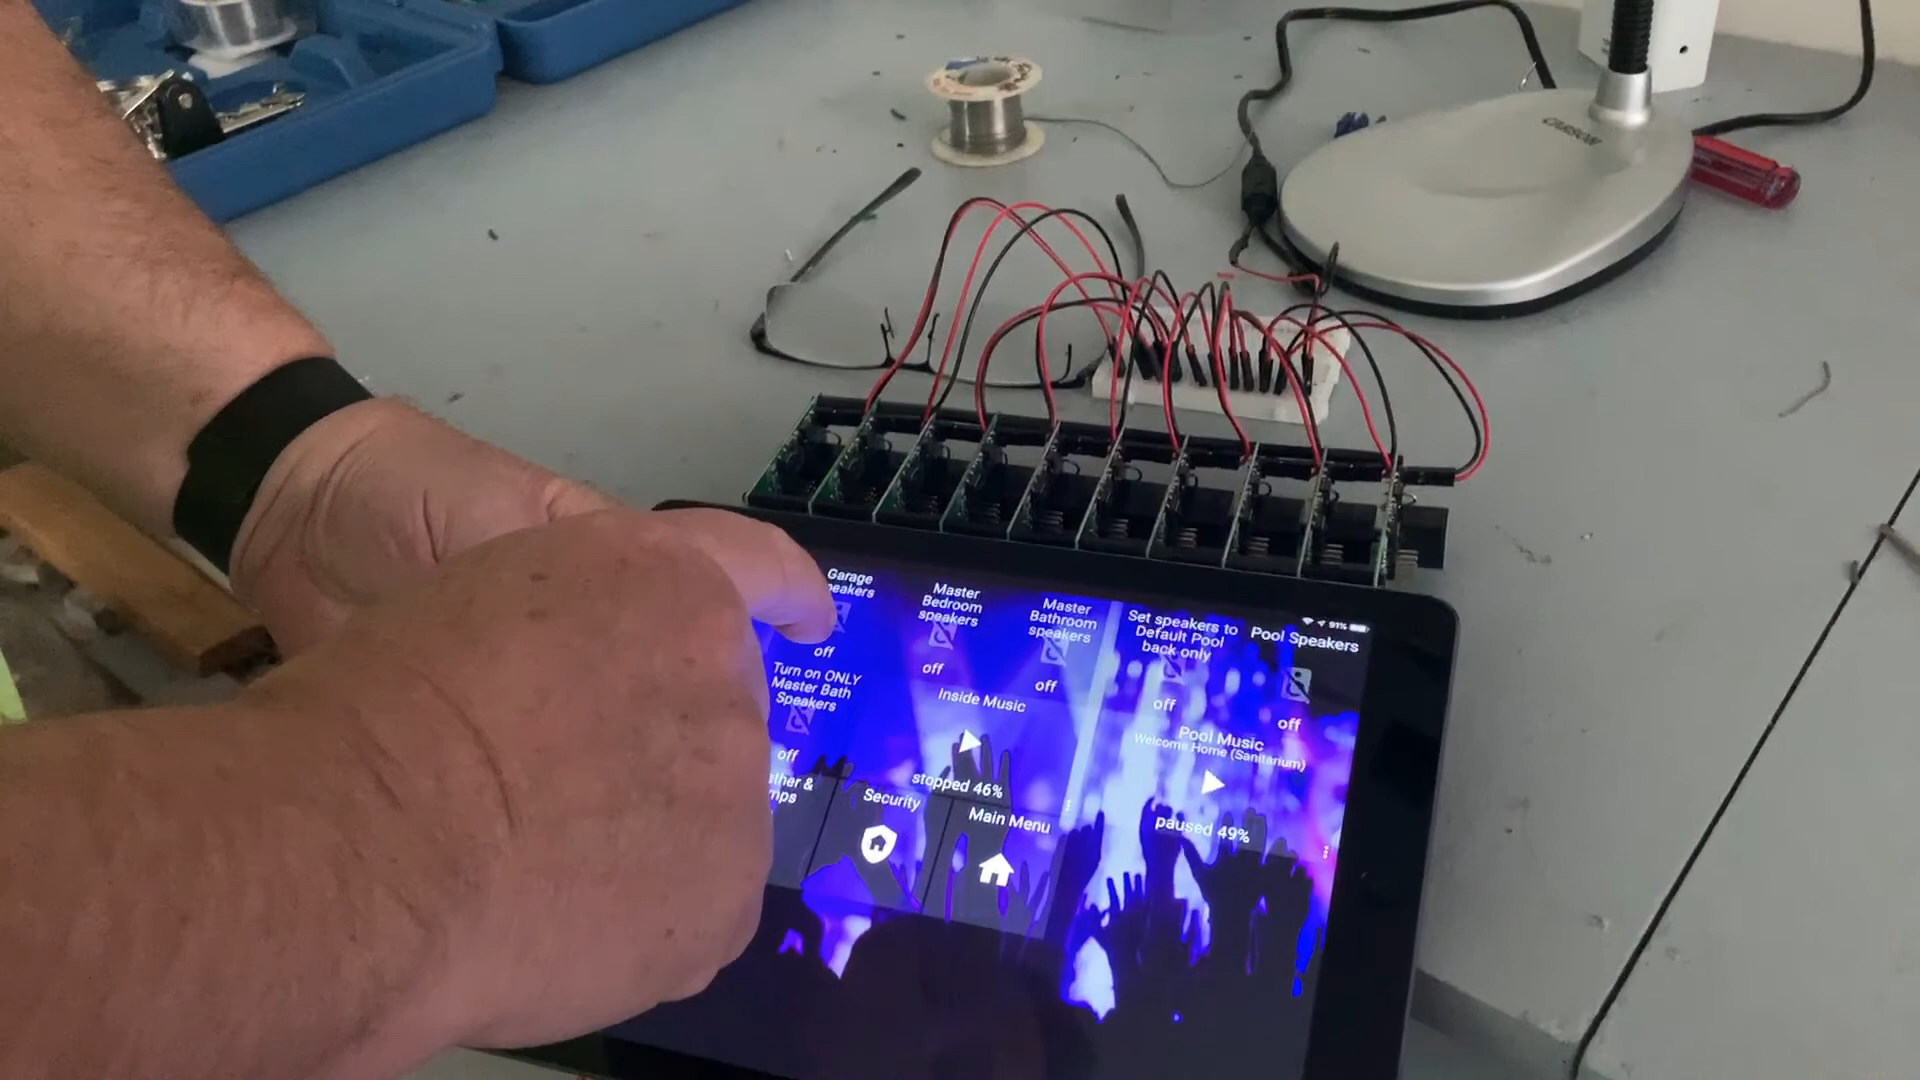 Garage
Master
Bedroom
speakers
Master
Bathroom
speakers
Set speakers to
Default Pool
back only
91%
Pool Speakers
off
off
off
off
off
Turn on ONLY
Master Bath
Speakers
off
Inside Music
stopped 46%
Pool Music
Welcome Home (Sanitarium)
paused 49%
Security
Main Menu
CARSON